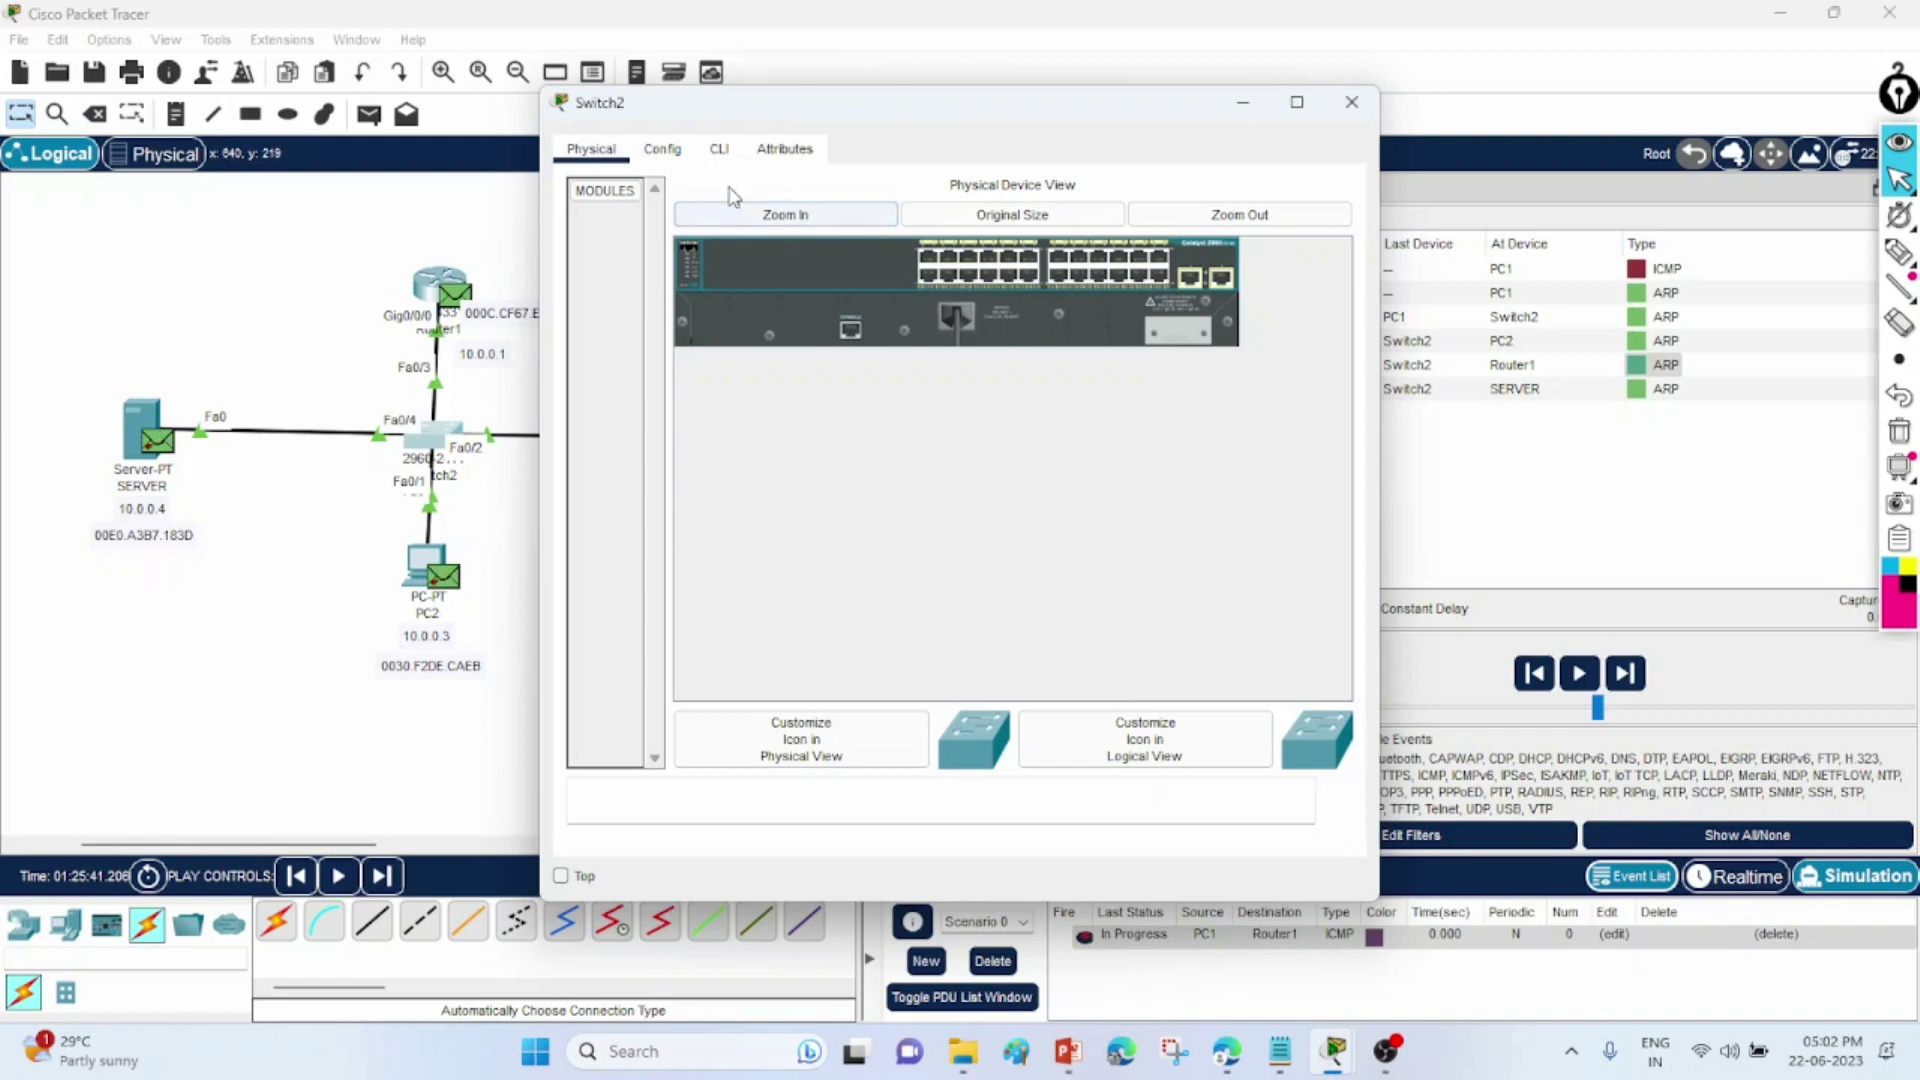 Cisco Packet Tracer
File Edit Options View Tools Extensions Window Help
Logical Physical x: 640, y: 219
Root 22:
Switch2
Physical Config CLI Attributes
MODULES
Physical Device View
Zoom In Original Size Zoom Out
Catalyst 2960
Gig0/0/0
000C.CF67.E
10.0.0.1
Fa0/3
Fa0
Fa0/4
Fa0/2
Fa0/1
Server-PT
SERVER
10.0.0.4
00E0.A3B7.183D
PC-PT
PC2
10.0.0.3
0030.F2DE.CAEB
Last Device At Device Type
-- PC1 ICMP
-- PC1 ARP
PC1 Switch2 ARP
Switch2 PC2 ARP
Switch2 Router1 ARP
Switch2 SERVER ARP
Constant Delay
Captur
0.
Customize
Icon in
Physical View
Customize
Icon in
Logical View
Top
le Events
uetooth, CAPWAP, CDP, DHCP, DHCPv6, DNS, DTP, EAPOL, EIGRP, EIGRPv6, FTP, H.323,
TTPS, ICMP, ICMPv6, IPSec, ISAKMP, IoT, IoT TCP, LACP, LLDP, Meraki, NDP, NETFLOW, NTP,
OP3, PPP, PPPoED, PTP, RADIUS, REP, RIP, RIPng, RTP, SCCP, SMTP, SNMP, SSH, STP,
P, TFTP, Telnet, UDP, USB, VTP
Edit Filters Show All/None
Time: 01:25:41.206 PLAY CONTROLS:
Event List Realtime Simulation
Scenario 0
New Delete
Toggle PDU List Window
Fire Last Status Source Destination Type Color Time(sec) Periodic Num Edit Delete
In Progress PC1 Router1 ICMP 0.000 N 0 (edit) (delete)
Automatically Choose Connection Type
1
29°C
Partly sunny
Search
ENG
IN
05:02 PM
22-06-2023